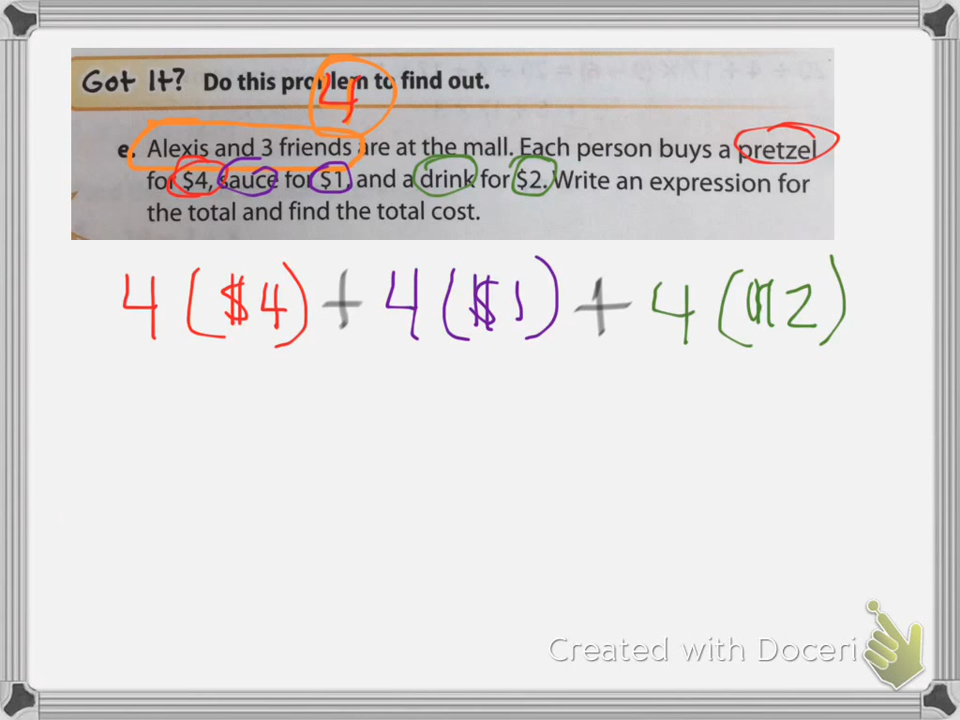 Got It? Do this problem to find out.
4
e. Alexis and 3 friends are at the mall. Each person buys a pretzel
for $4, sauce for $1, and a drink for $2. Write an expression for
the total and find the total cost.
4 ($4) + 4 ($1) + 4 ($2)
Created with Doceri